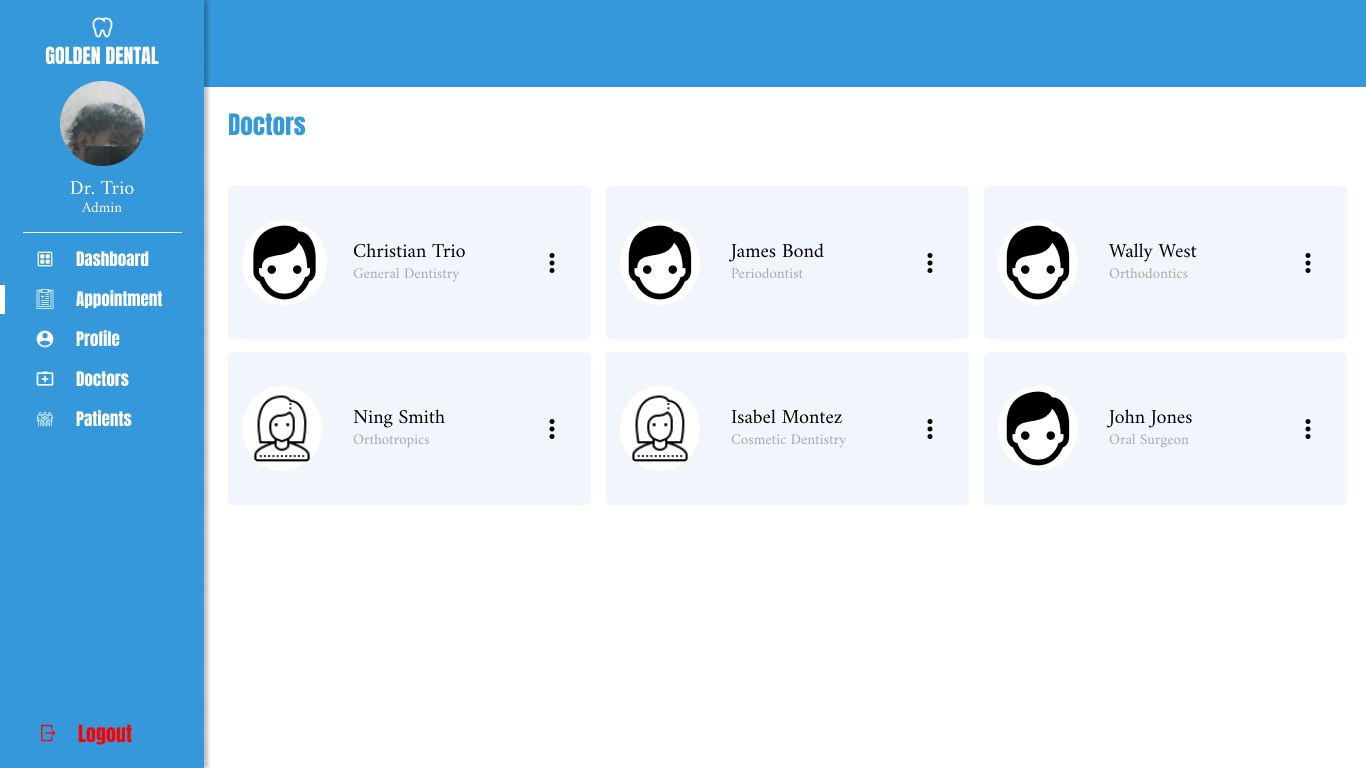 GOLDEN DENTAL
Dr. Trio
Admin
Dashboard
Appointment
Profile
Doctors
Patients
Logout
Doctors
Christian Trio
General Dentistry
James Bond
Periodontist
Wally West
Orthodontics
Ning Smith
Orthotropics
Isabel Montez
Cosmetic Dentistry
John Jones
Oral Surgeon